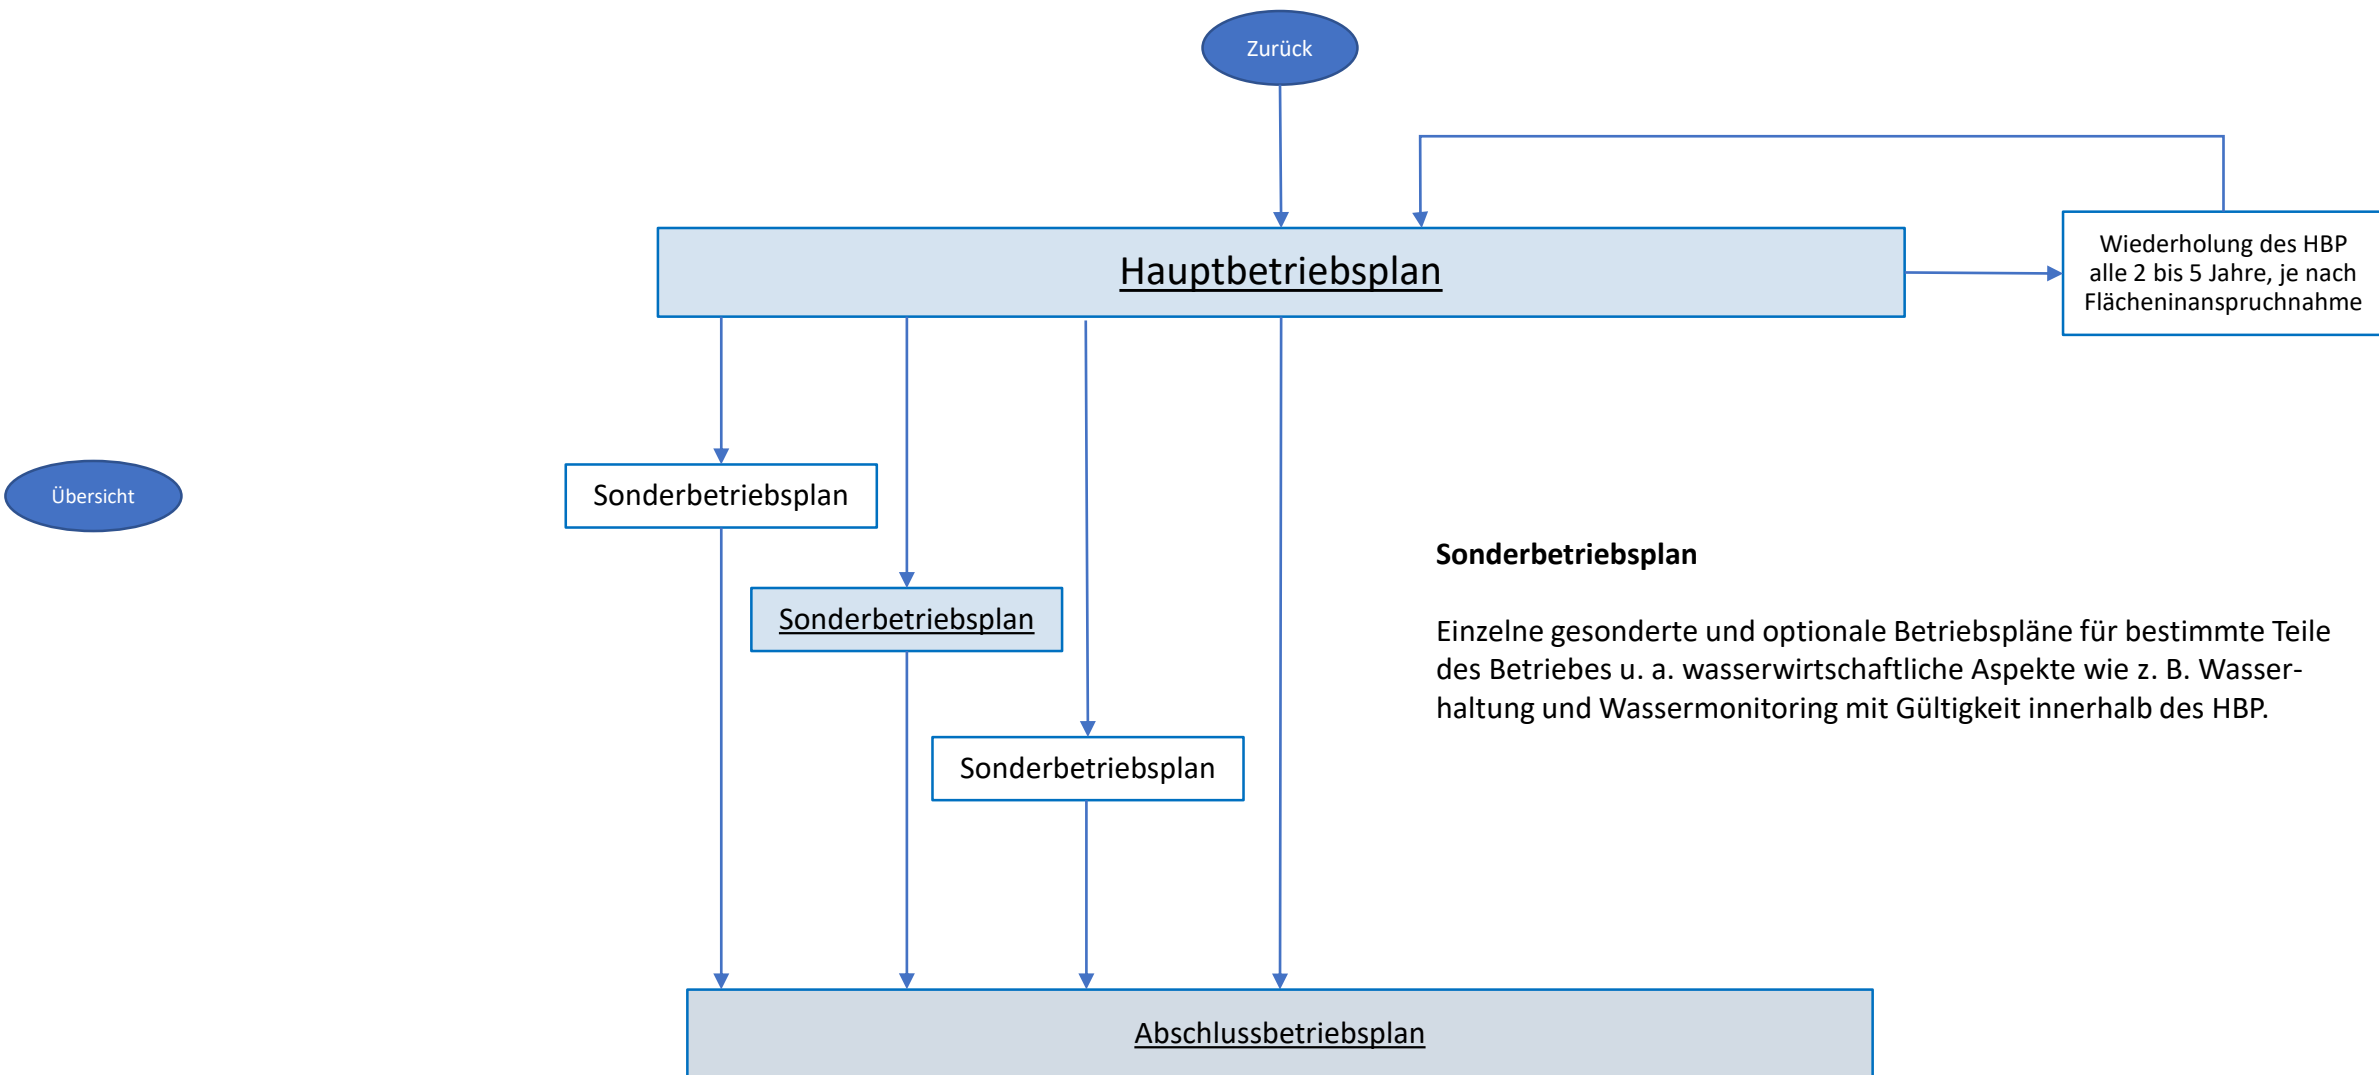 Zurück
Hauptbetriebsplan
Wiederholung des HBP
alle 2 bis 5 Jahre, je nach
Flächeninanspruchnahme
Übersicht
Sonderbetriebsplan
Sonderbetriebsplan
Sonderbetriebsplan
Sonderbetriebsplan
Einzelne gesonderte und optionale Betriebspläne für bestimmte Teile
des Betriebes u. a. wasserwirtschaftliche Aspekte wie z. B. Wasser-
haltung und Wassermonitoring mit Gültigkeit innerhalb des HBP.
Abschlussbetriebsplan